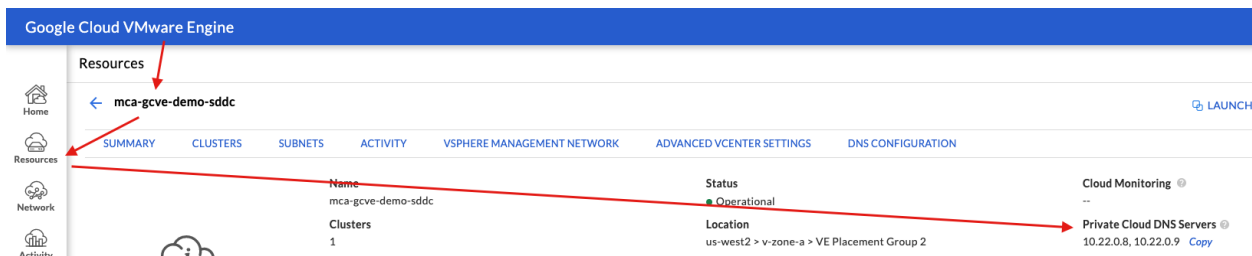 Google Cloud VMware Engine
Resources
Home
← mca-gcve-demo-sddc
LAUNCH
Resources
SUMMARY CLUSTERS SUBNETS ACTIVITY VSPHERE MANAGEMENT NETWORK ADVANCED VCENTER SETTINGS DNS CONFIGURATION
Network
Name
mca-gcve-demo-sddc
Status
Operational
Cloud Monitoring
--
Activity
Clusters
1
Location
us-west2 > v-zone-a > VE Placement Group 2
Private Cloud DNS Servers
10.22.0.8, 10.22.0.9 Copy